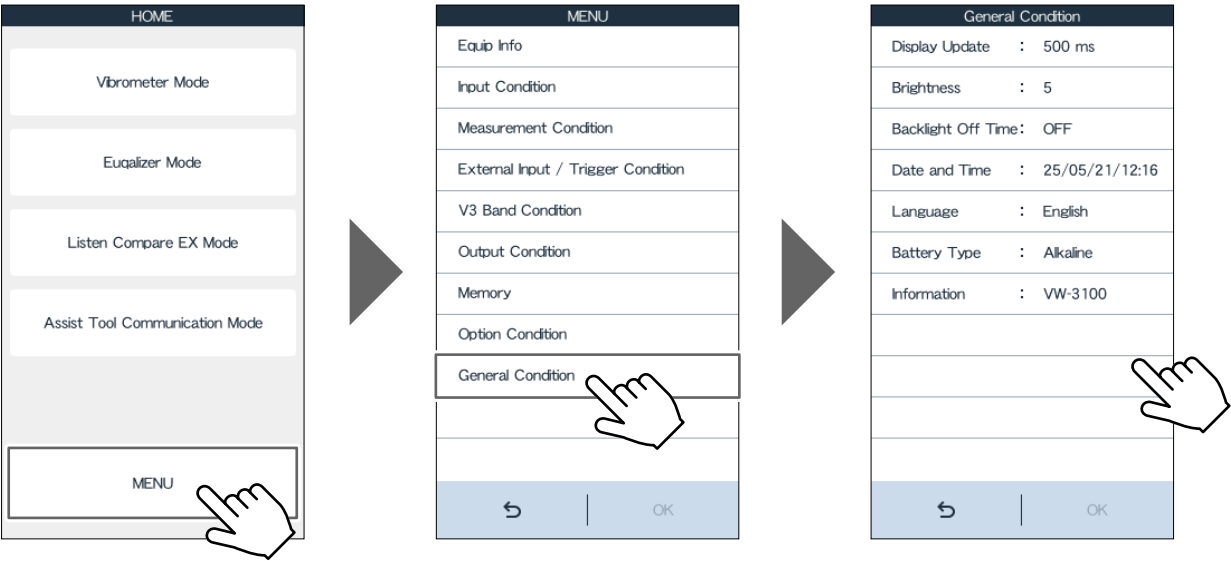 HOME
Vibrometer Mode
Euqalizer Mode
Listen Compare EX Mode
Assist Tool Communication Mode
MENU
MENU
Equip Info
Input Condition
Measurement Condition
External Input / Trigger Condition
V3 Band Condition
Output Condition
Memory
Option Condition
General Condition
OK
General Condition
Display Update : 500 ms
Brightness : 5
Backlight Off Time: OFF
Date and Time : 25/05/21/12:16
Language : English
Battery Type : Alkaline
Information : VW-3100
OK